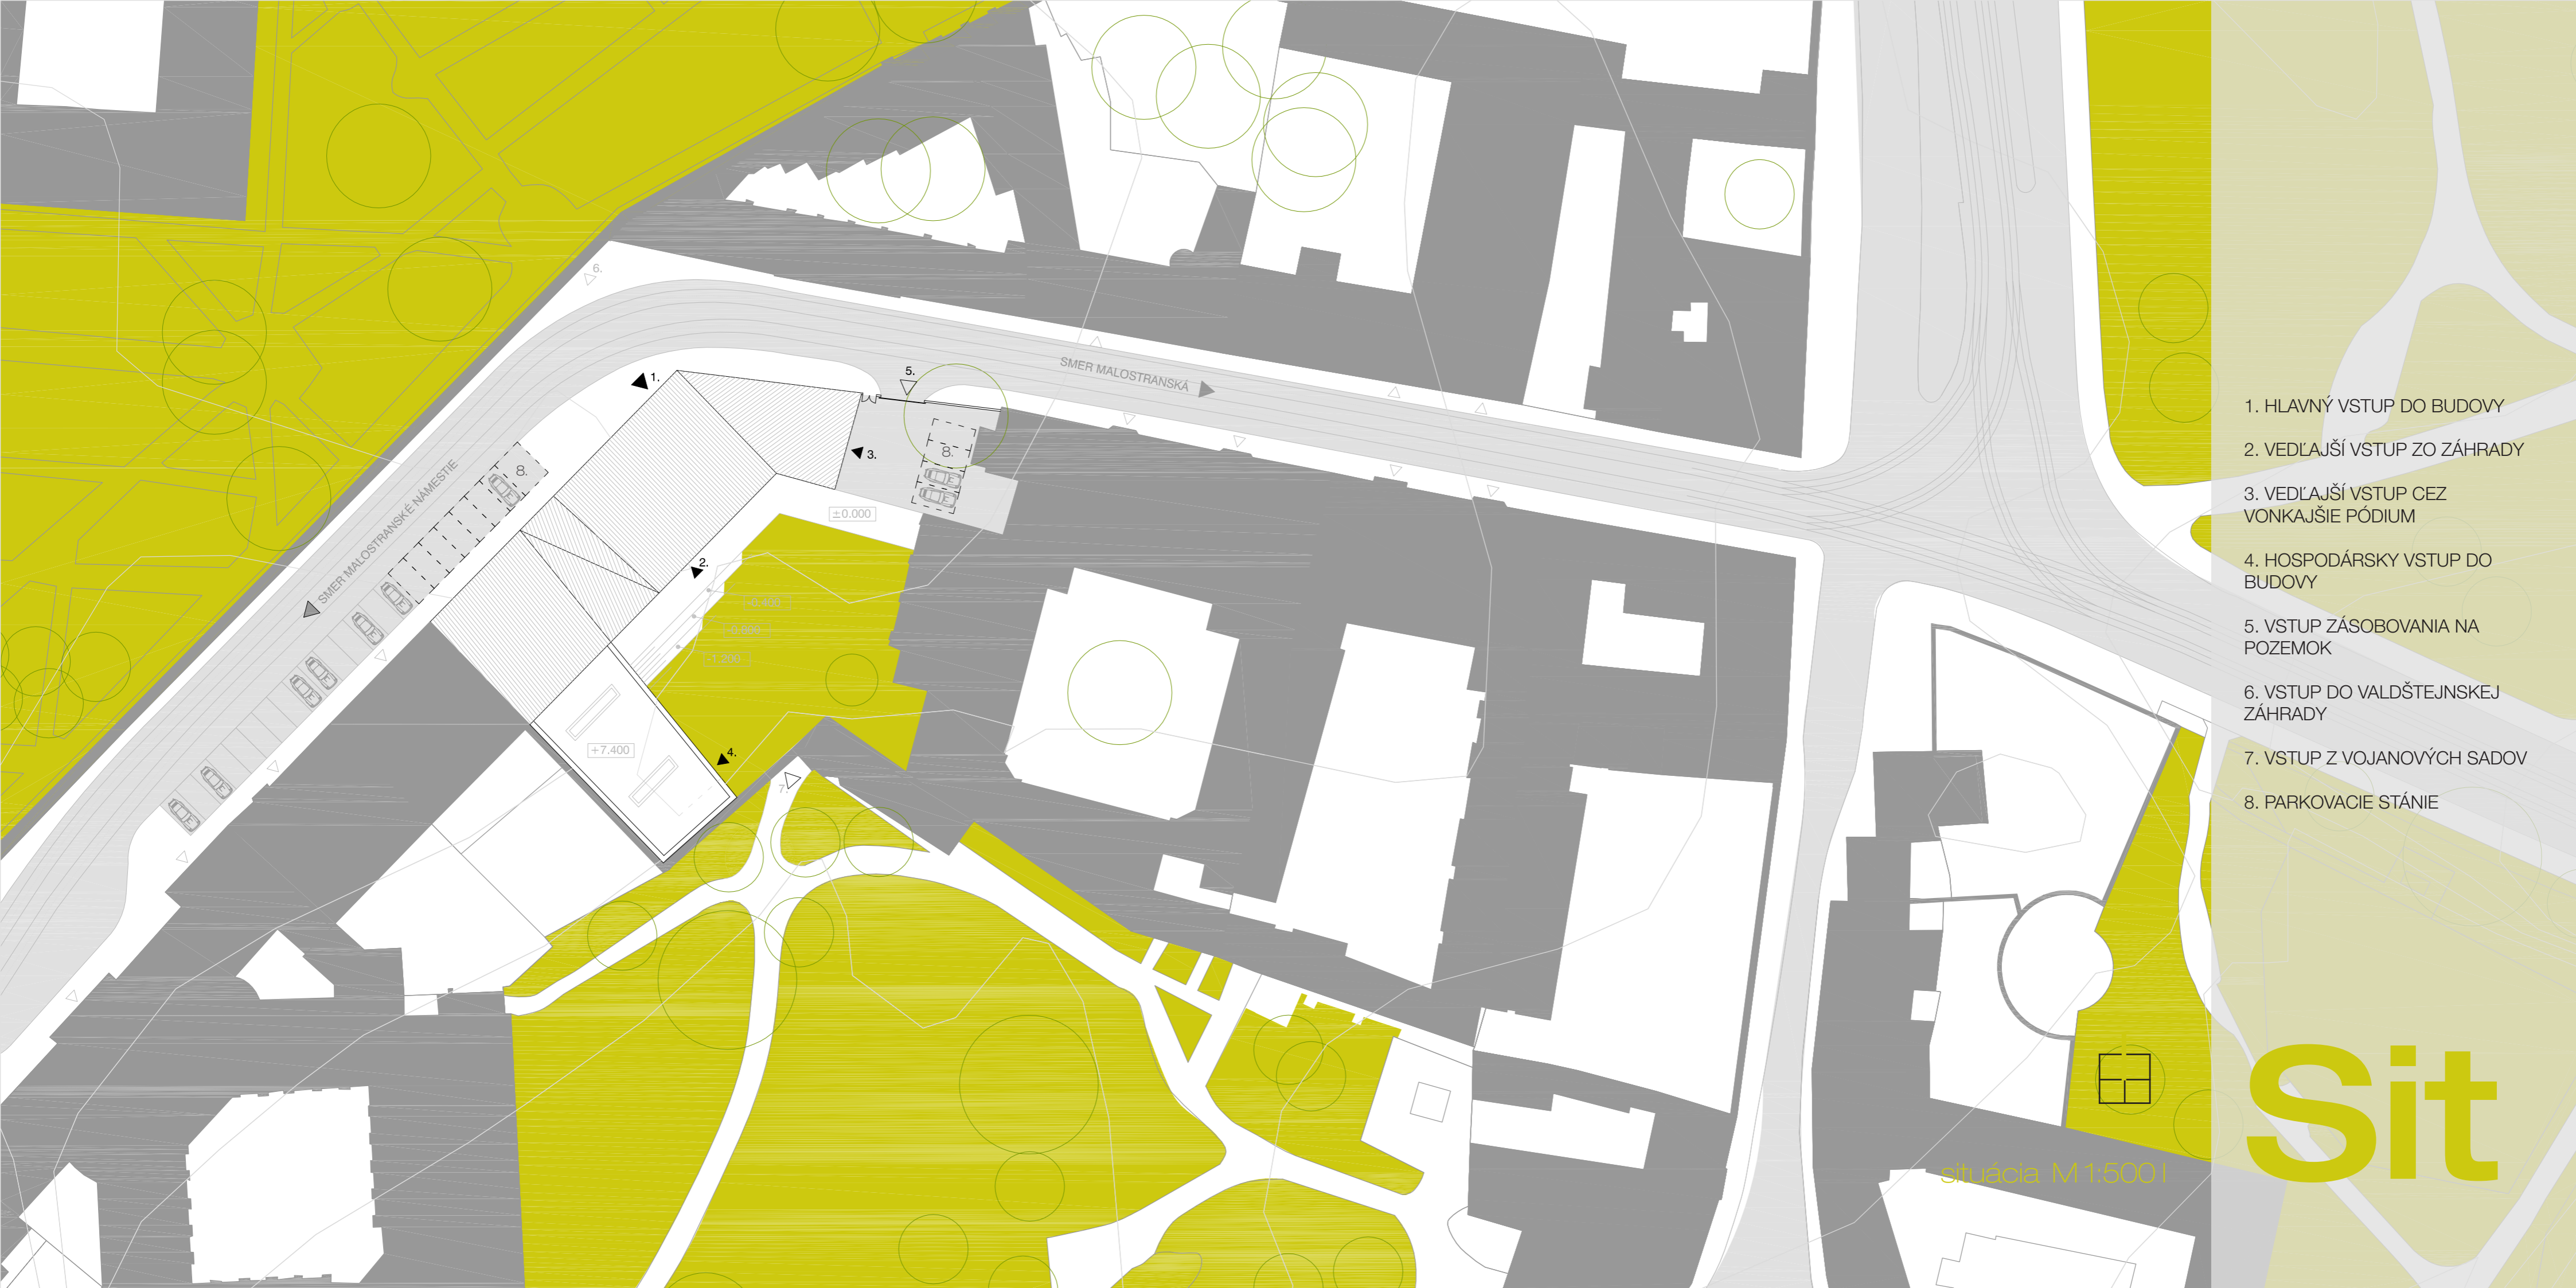 6.
1.
5.
SMER MALOSTRANSKÁ
8.
3.
8.
SMER MALOSTRANSKÉ NÁMESTIE
±0.000
2.
+7.400
4.
7.
1. HLAVNÝ VSTUP DO BUDOVY
2. VEDĽAJŠÍ VSTUP ZO ZÁHRADY
3. VEDĽAJŠÍ VSTUP CEZ
VONKAJŠIE PÓDIUM
4. HOSPODÁRSKY VSTUP DO
BUDOVY
5. VSTUP ZÁSOBOVANIA NA
POZEMOK
6. VSTUP DO VALDŠTEJNSKEJ
ZÁHRADY
7. VSTUP Z VOJANOVÝCH SADOV
8. PARKOVACIE STÁNIE
situácia M 1:500 I
Sit